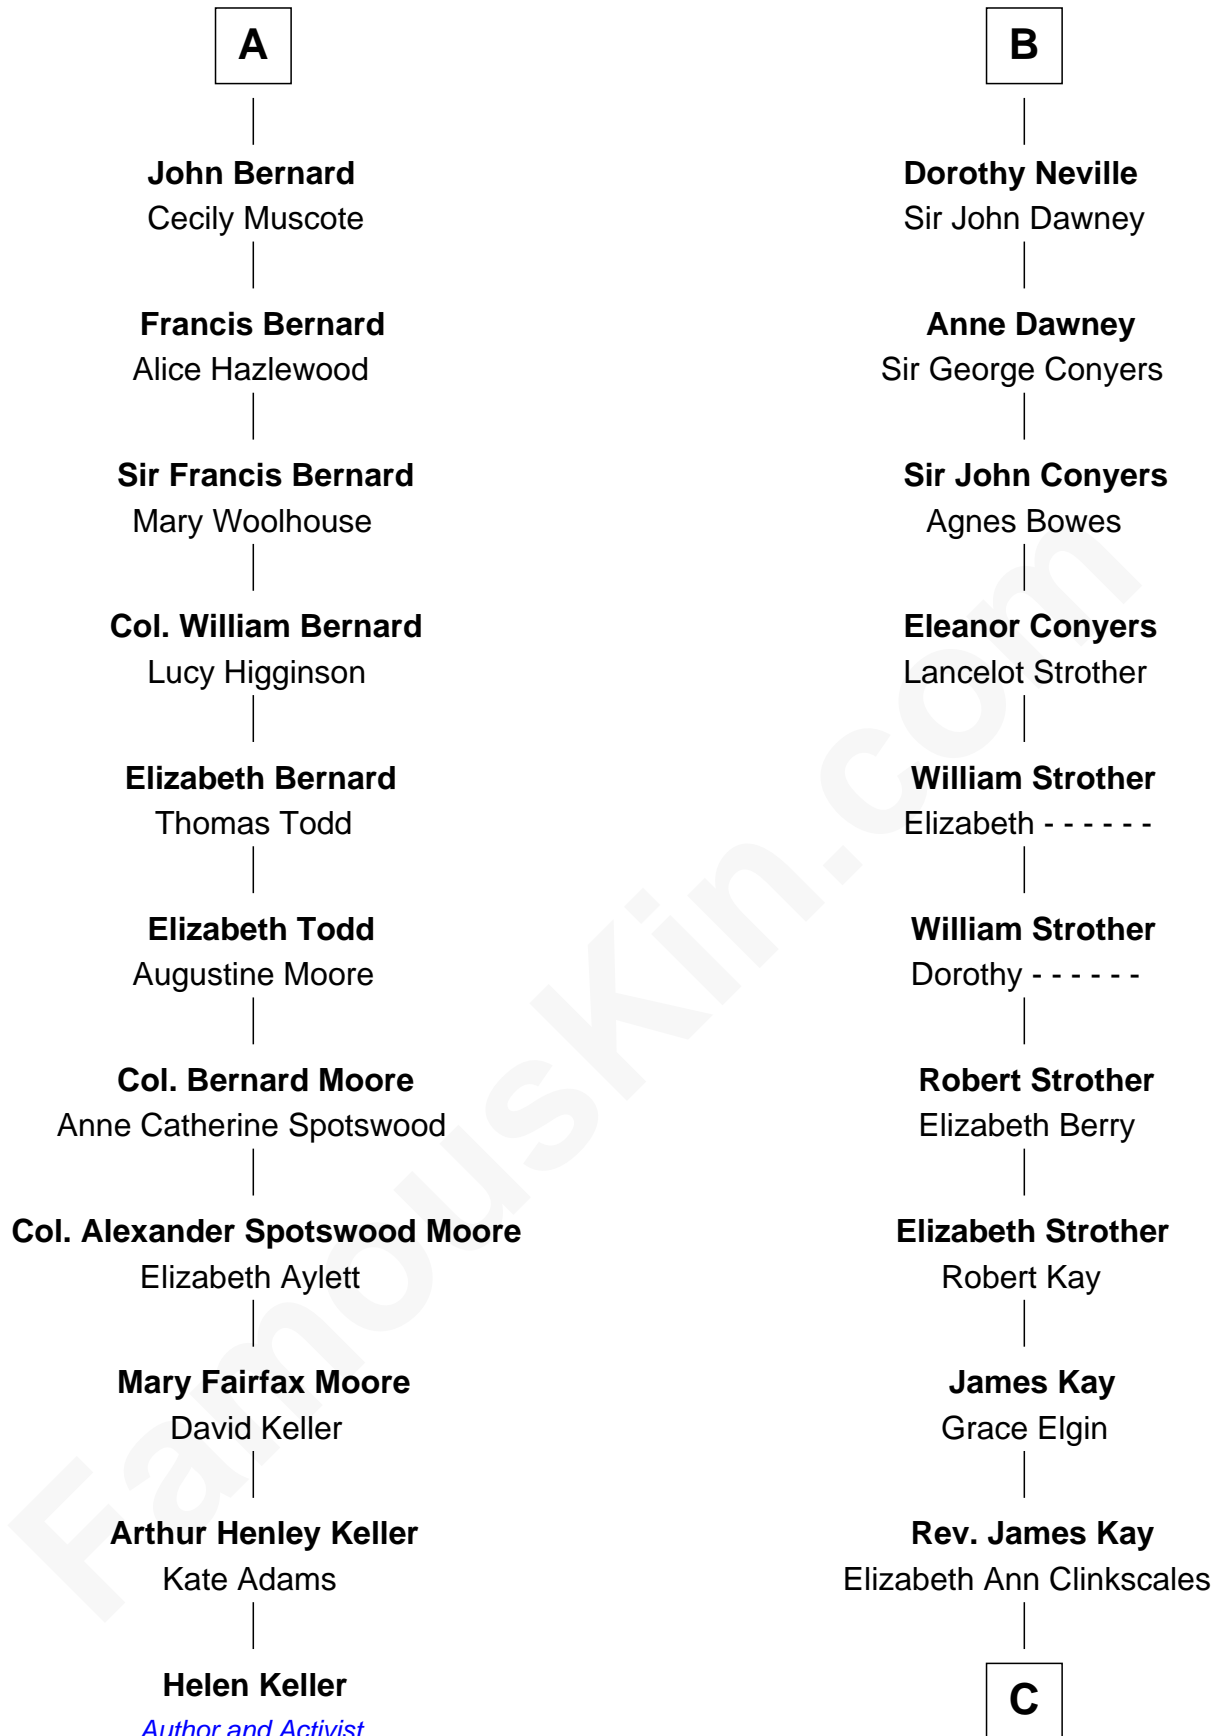 A
John Bernard
Cecily Muscote
Francis Bernard
Alice Hazlewood
Sir Francis Bernard
Mary Woolhouse
Col. William Bernard
Lucy Higginson
Elizabeth Bernard
Thomas Todd
Elizabeth Todd
Augustine Moore
Col. Bernard Moore
Anne Catherine Spotswood
Col. Alexander Spotswood Moore
Elizabeth Aylett
Mary Fairfax Moore
David Keller
Arthur Henley Keller
Kate Adams
Helen Keller
Author and Activist
B
Dorothy Neville
Sir John Dawney
Anne Dawney
Sir George Conyers
Sir John Conyers
Agnes Bowes
Eleanor Conyers
Lancelot Strother
William Strother
Elizabeth - - - - - -
William Strother
Dorothy - - - - - -
Robert Strother
Elizabeth Berry
Elizabeth Strother
Robert Kay
James Kay
Grace Elgin
Rev. James Kay
Elizabeth Ann Clinkscales
C
FamousKin.com